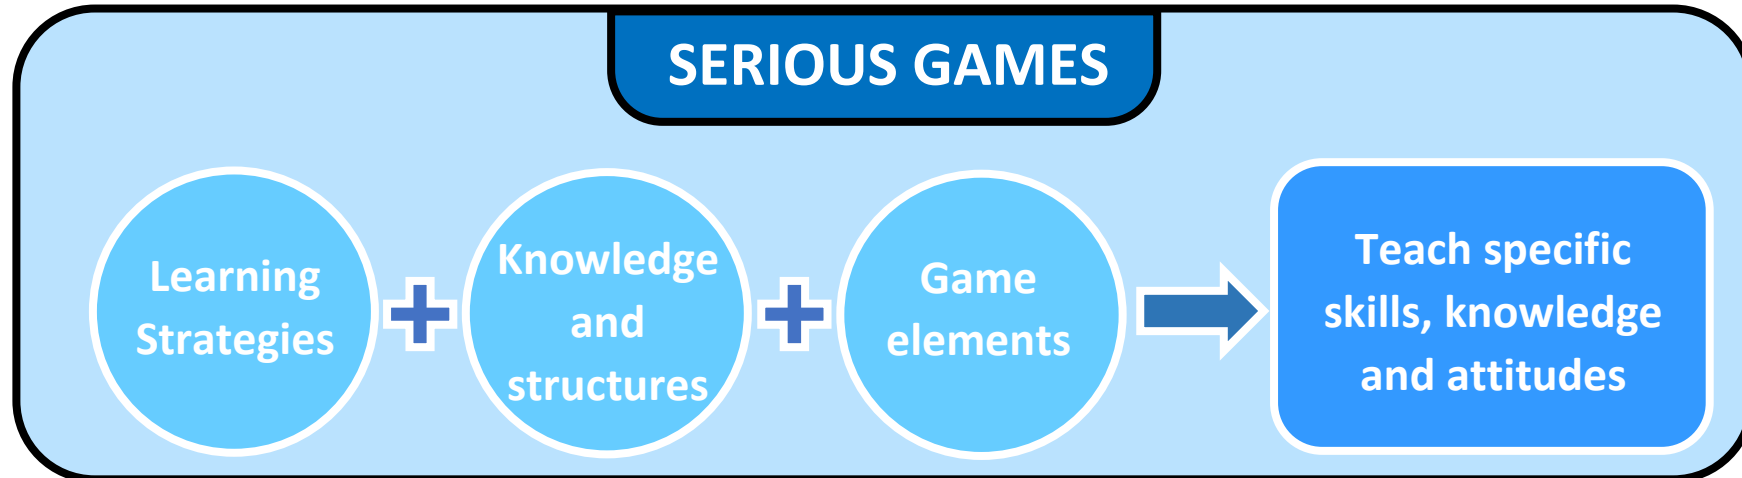 SERIOUS GAMES
Learning
Strategies
Knowledge
and
structures
Game
elements
Teach specific
skills, knowledge
and attitudes